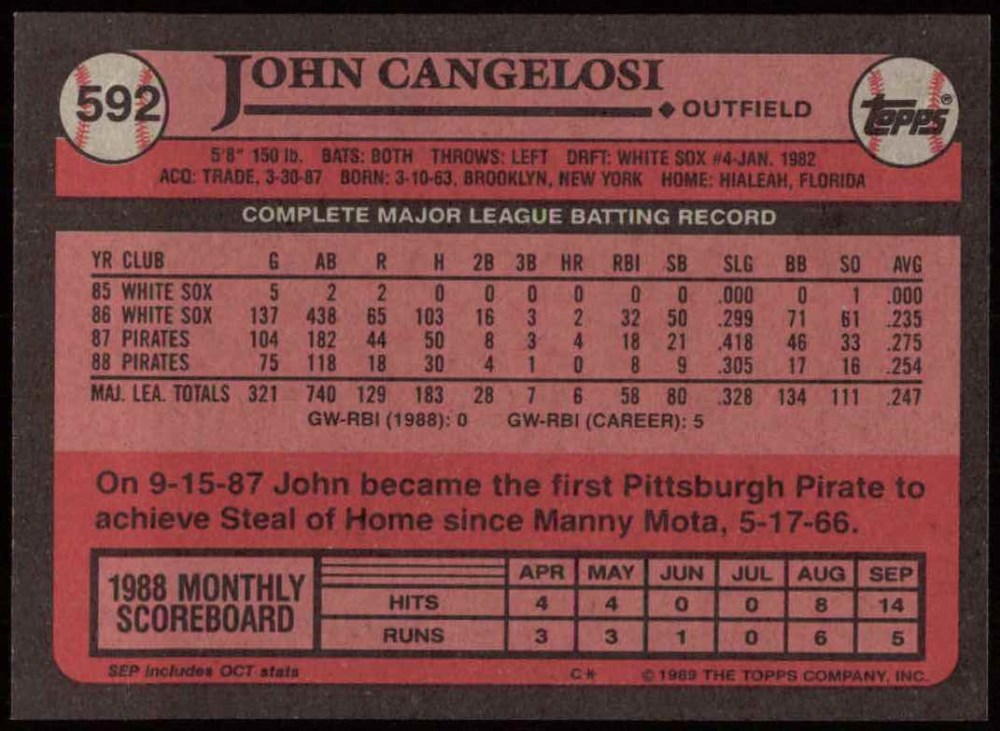 592
JOHN CANGELOSI
◆ OUTFIELD
Topps®
5'8" 150 lb. BATS: BOTH THROWS: LEFT DRFT: WHITE SOX #4-JAN. 1982
ACQ: TRADE, 3-30-87 BORN: 3-10-63, BROOKLYN, NEW YORK HOME: HIALEAH, FLORIDA
COMPLETE MAJOR LEAGUE BATTING RECORD
YR CLUB G AB R H 2B 3B HR RBI SB SLG BB SO AVG
85 WHITE SOX 5 2 2 0 0 0 0 0 0 .000 0 1 .000
86 WHITE SOX 137 438 65 103 16 3 2 32 50 .299 71 61 .235
87 PIRATES 104 182 44 50 8 3 4 18 21 .418 46 33 .275
88 PIRATES 75 118 18 30 4 1 0 8 9 .305 17 16 .254
MAJ. LEA. TOTALS 321 740 129 183 28 7 6 58 80 .328 134 111 .247
GW-RBI (1988): 0 GW-RBI (CAREER): 5
On 9-15-87 John became the first Pittsburgh Pirate to
achieve Steal of Home since Manny Mota, 5-17-66.
1988 MONTHLY
SCOREBOARD
APR MAY JUN JUL AUG SEP
HITS 4 4 0 0 8 14
RUNS 3 3 1 0 6 5
SEP includes OCT stats
C*
© 1989 THE TOPPS COMPANY, INC.